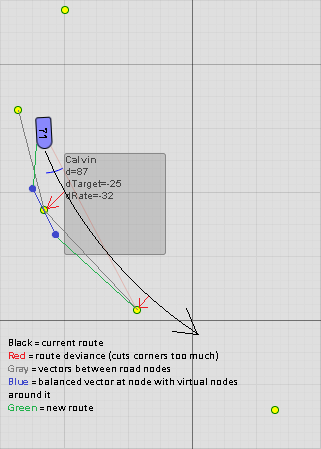 71
Calvin
d=87
dTarget=-25
dRate=-32
Black = current route
Red = route deviance (cuts corners too much)
Gray = vectors between road nodes
Blue = balanced vector at node with virtual nodes
around it
Green = new route